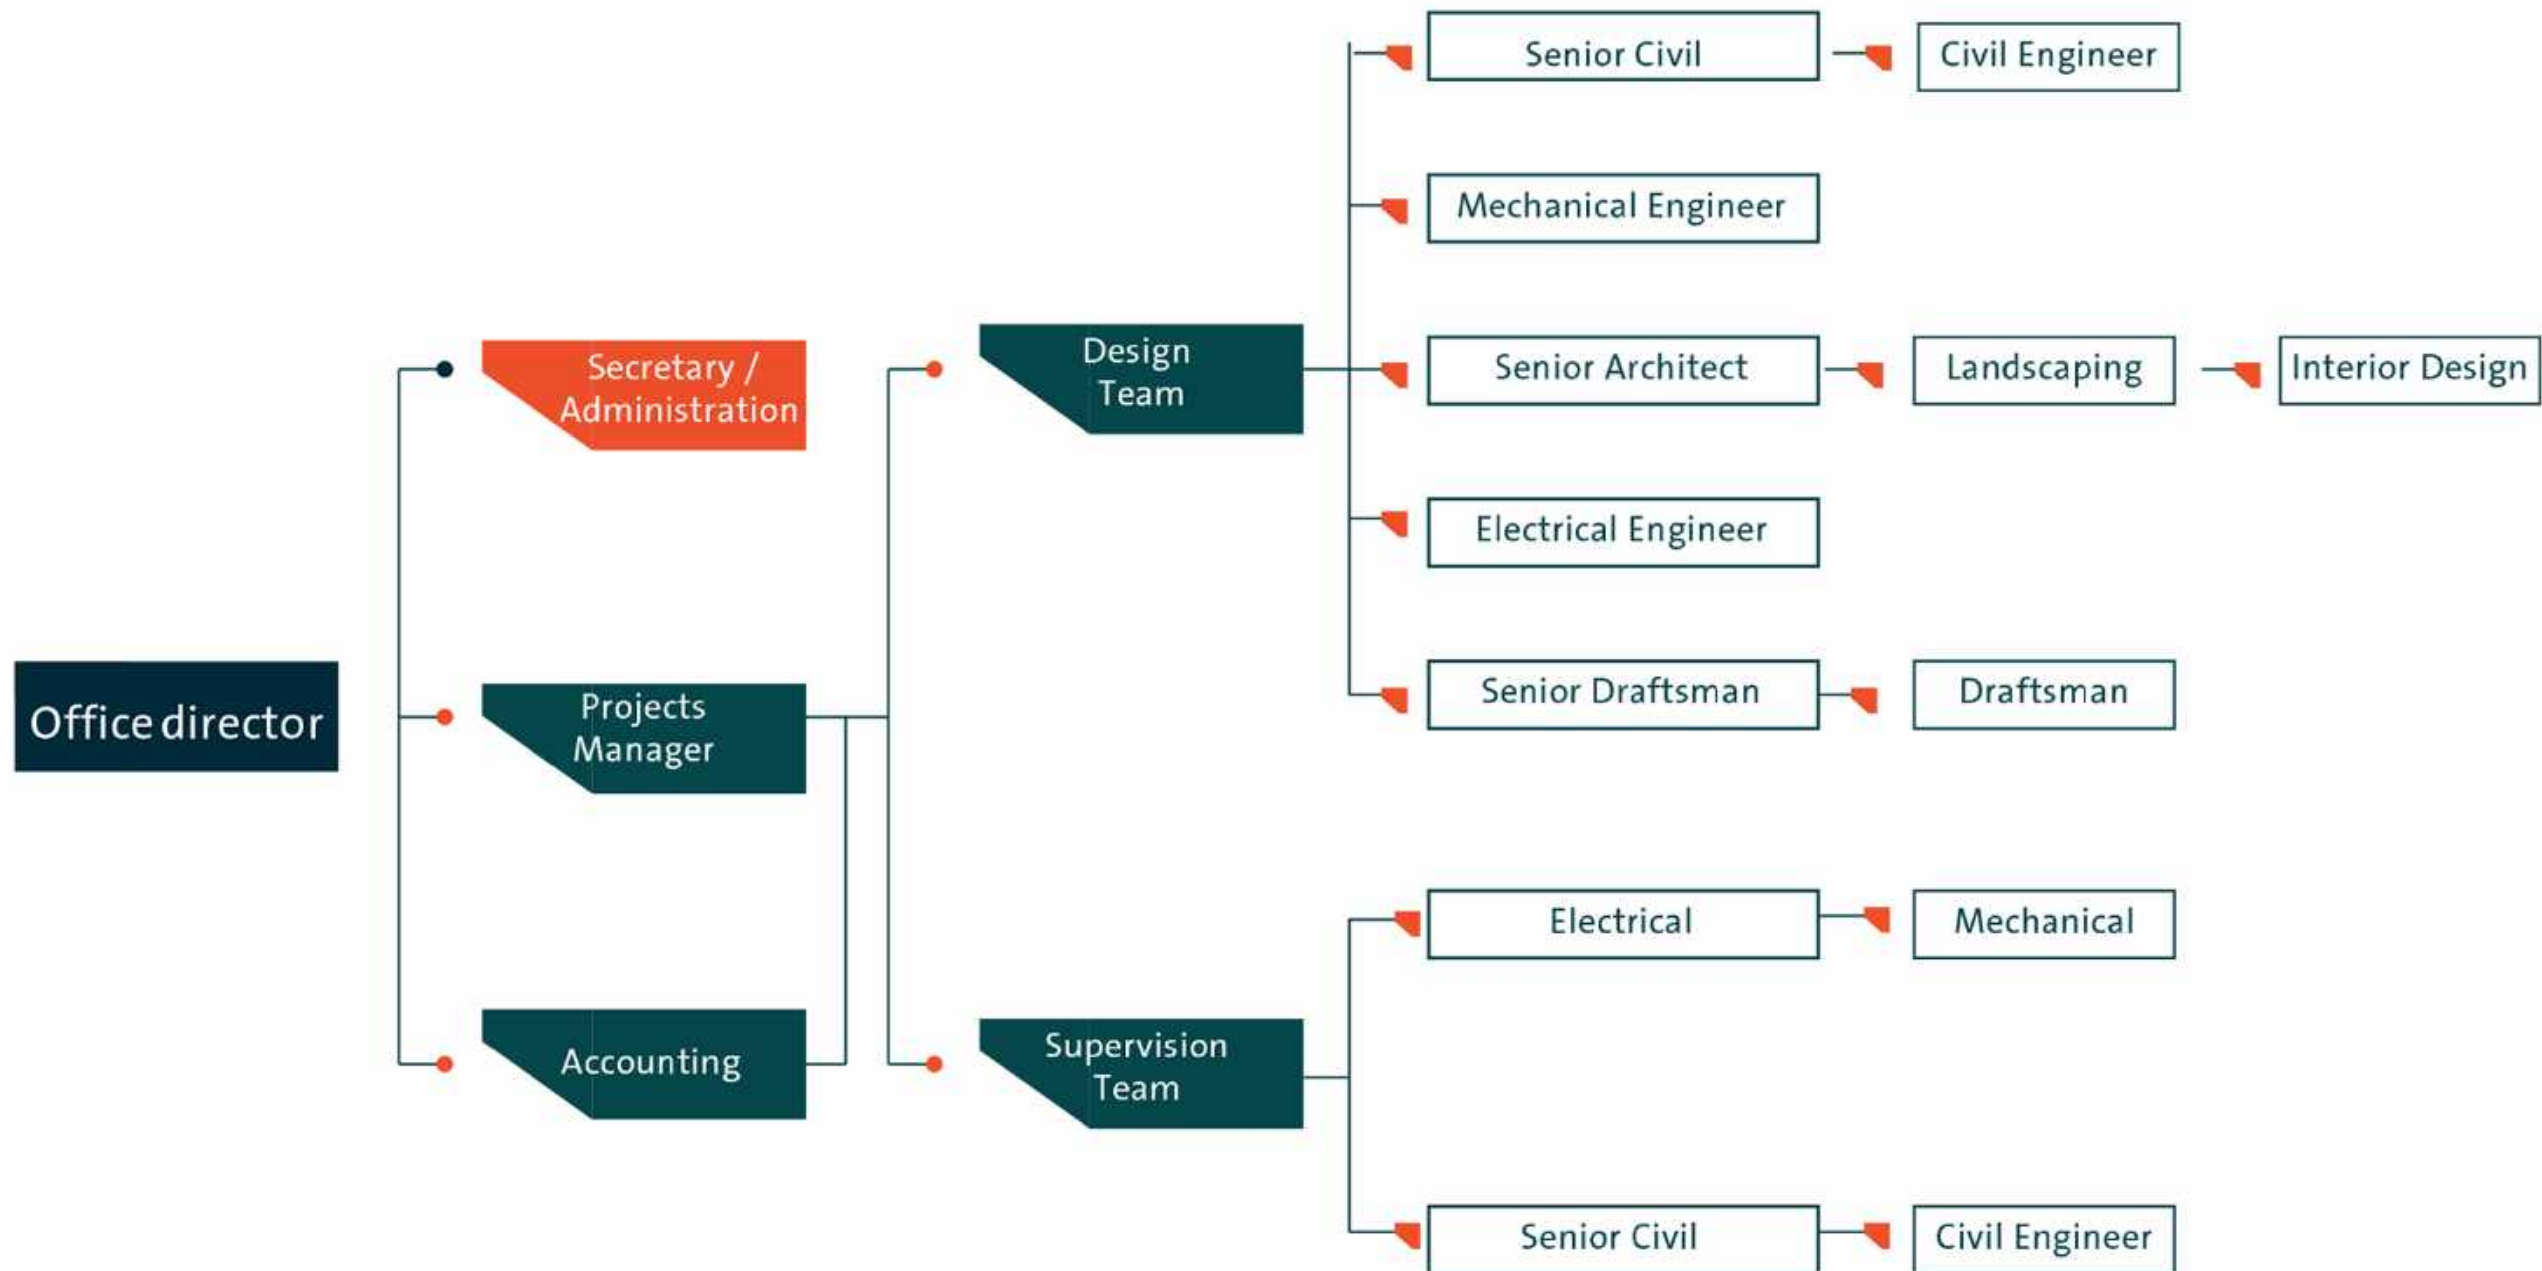 Office director
Secretary /
Administration
Projects
Manager
Accounting
Design
Team
Supervision
Team
Senior Civil
Civil Engineer
Mechanical Engineer
Senior Architect
Landscaping
Interior Design
Electrical Engineer
Senior Draftsman
Draftsman
Electrical
Mechanical
Senior Civil
Civil Engineer